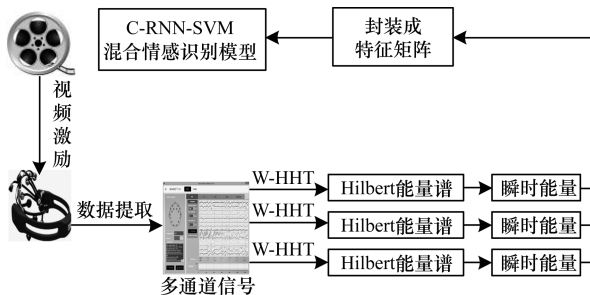 C-RNN-SVM
混合情感识别模型
封装成
特征矩阵
视频激励
数据提取
多通道信号
W-HHT
Hilbert能量谱
瞬时能量
W-HHT
Hilbert能量谱
瞬时能量
W-HHT
Hilbert能量谱
瞬时能量